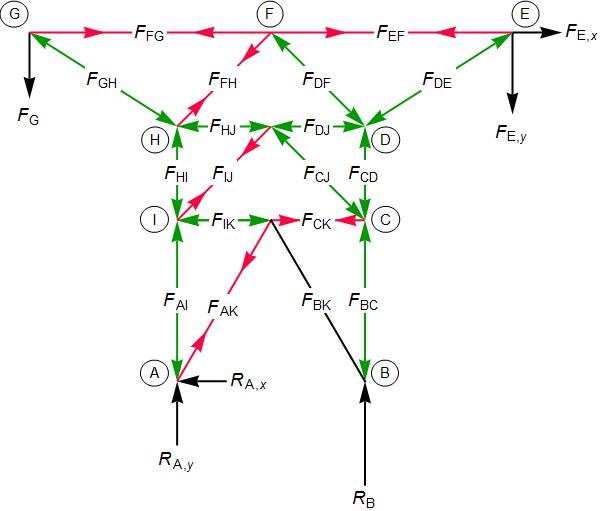 G
F
E
F_FG
F_EF
F_E,x
F_GH
F_FH
F_DF
F_DE
F_G
F_E,y
H
F_HJ
F_DJ
D
F_HI
F_IJ
F_CJ
F_CD
I
F_IK
F_CK
C
F_AI
F_AK
F_BK
F_BC
A
R_A,x
B
R_A,y
R_B